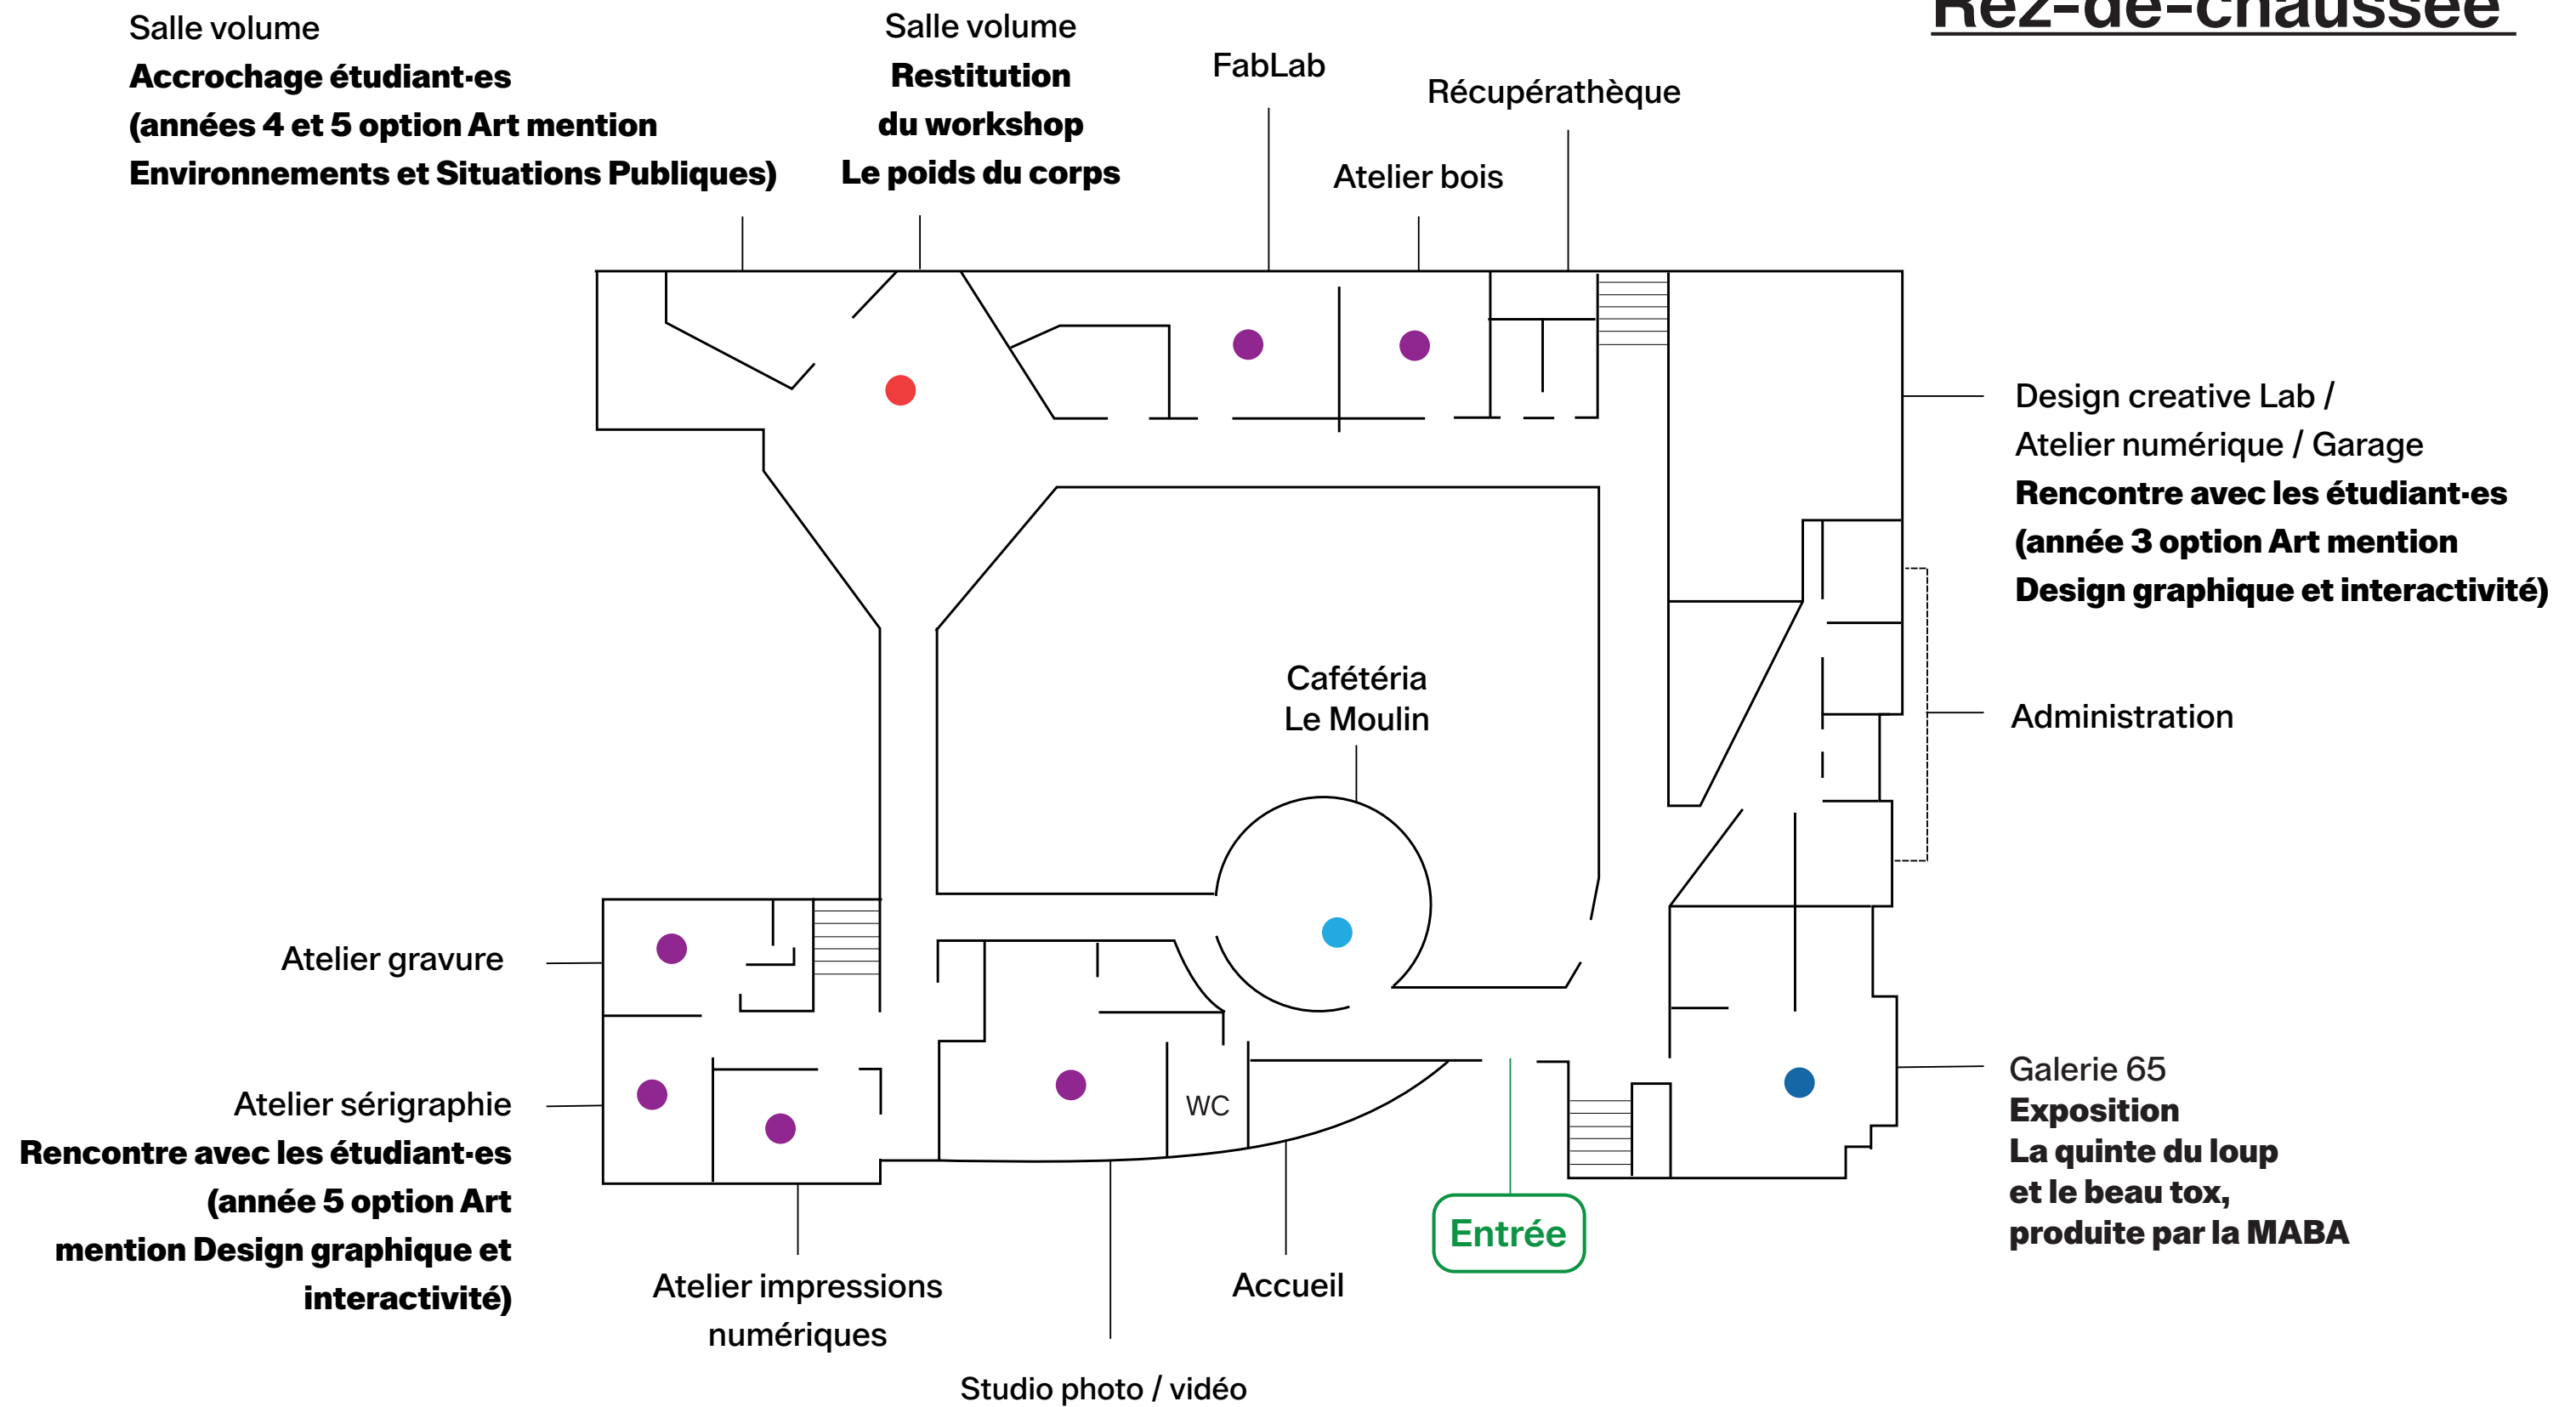 Rez-de-chaussée
Salle volume
Accrochage étudiant·es
(années 4 et 5 option Art mention
Environnements et Situations Publiques)
Salle volume
Restitution
du workshop
Le poids du corps
FabLab
Récupérathèque
Atelier bois
Design creative Lab /
Atelier numérique / Garage
Rencontre avec les étudiant·es
(année 3 option Art mention
Design graphique et interactivité)
Cafétéria
Le Moulin
Administration
Atelier gravure
Atelier sérigraphie
Rencontre avec les étudiant·es
(année 5 option Art
mention Design graphique et
interactivité)
WC
Galerie 65
Exposition
La quinte du loup
et le beau tox,
produite par la MABA
Entrée
Atelier impressions
numériques
Accueil
Studio photo / vidéo